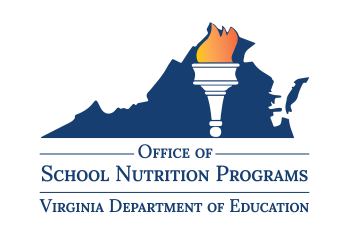 Office of
School Nutrition Programs
Virginia Department of Education